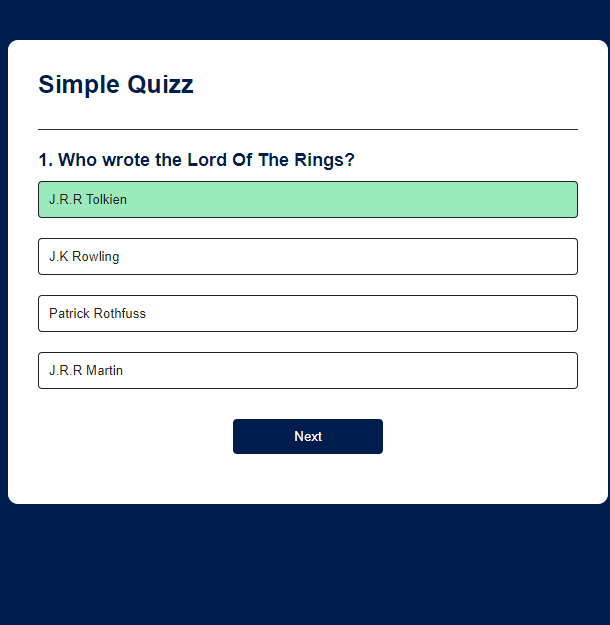 Simple Quizz
1. Who wrote the Lord Of The Rings?
J.R.R Tolkien
J.K Rowling
Patrick Rothfuss
J.R.R Martin
Next